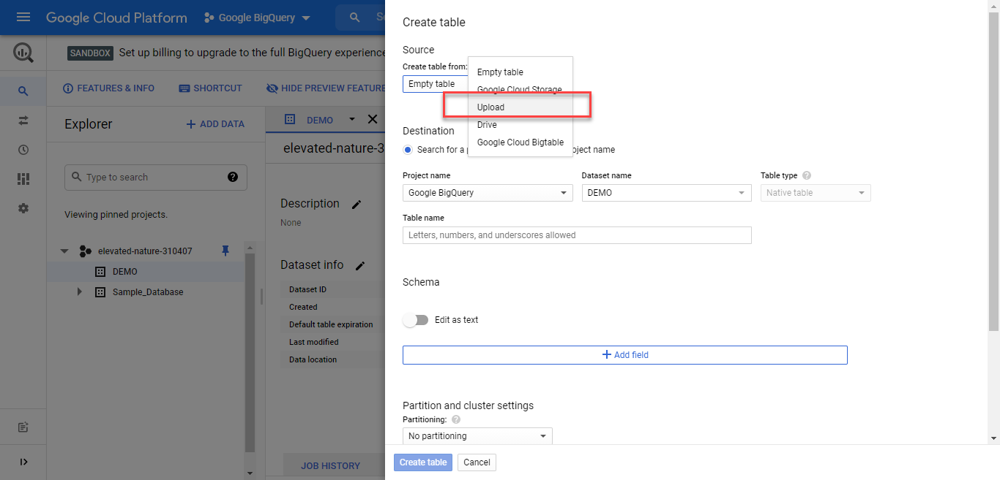 Google Cloud Platform
Google BigQuery
SANDBOX Set up billing to upgrade to the full BigQuery experience
FEATURES & INFO
SHORTCUT
HIDE PREVIEW FEATURE
Explorer
ADD DATA
Type to search
Viewing pinned projects.
elevated-nature-310407
DEMO
Sample_Database
DEMO
elevated-nature-3
Description
None
Dataset info
Dataset ID
Created
Default table expiration
Last modified
Data location
JOB HISTORY
Create table
Source
Create table from:
Empty table
Empty table
Google Cloud Storage
Upload
Drive
Google Cloud Bigtable
Destination
Search for a p
oject name
Project name
Google BigQuery
Dataset name
DEMO
Table type
Native table
Table name
Letters, numbers, and underscores allowed
Schema
Edit as text
Add field
Partition and cluster settings
Partitioning:
No partitioning
Create table
Cancel